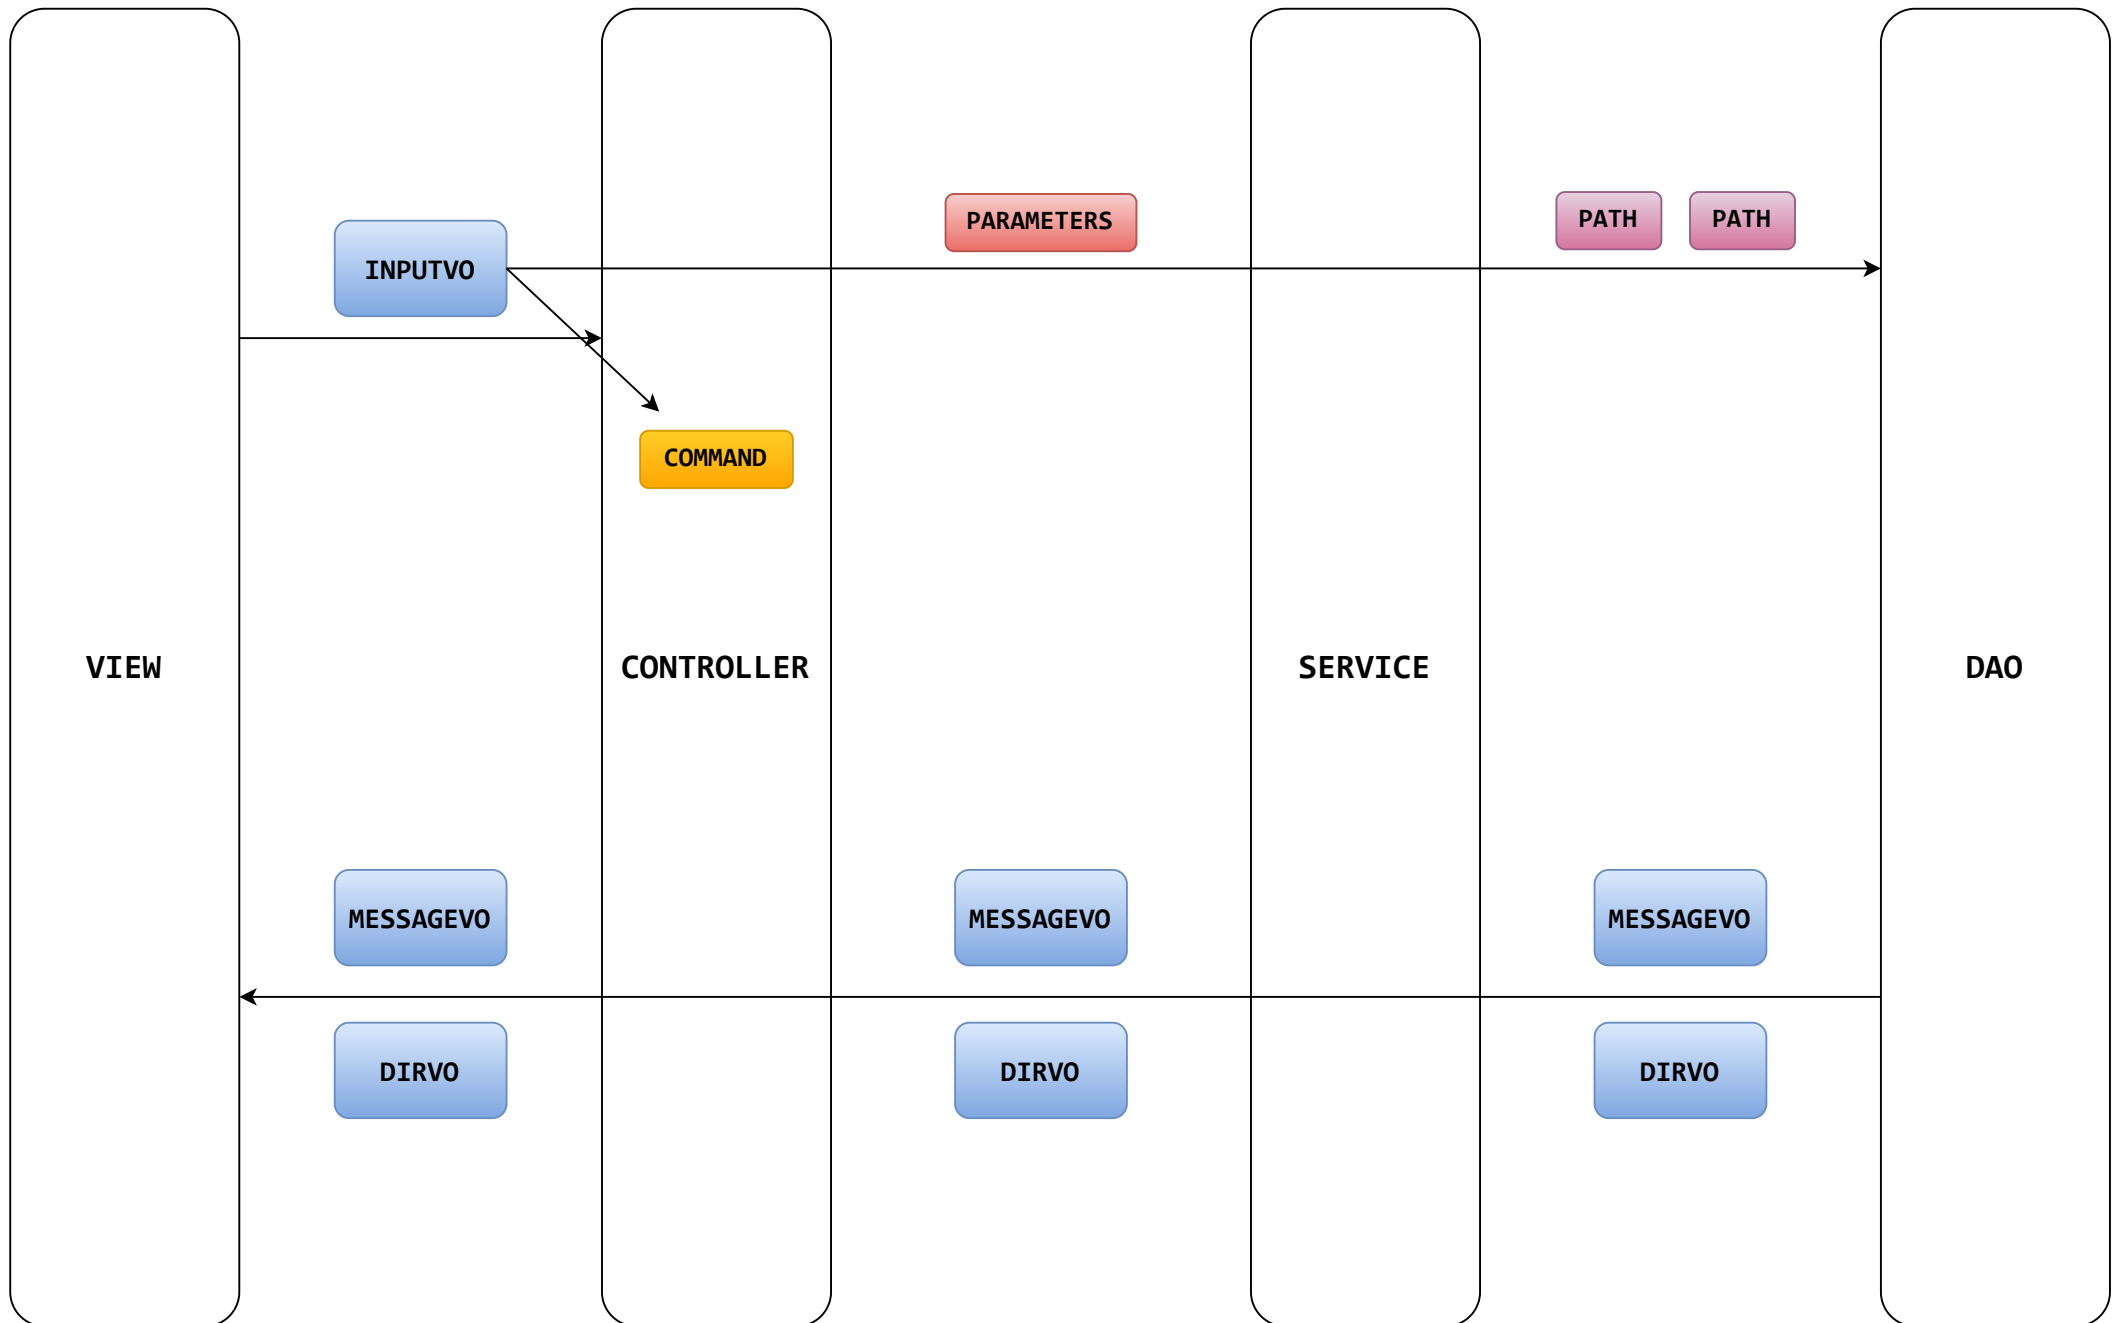 PARAMETERS
PATH
PATH
INPUTVO
COMMAND
VIEW
CONTROLLER
SERVICE
DAO
MESSAGEVO
MESSAGEVO
MESSAGEVO
DIRVO
DIRVO
DIRVO